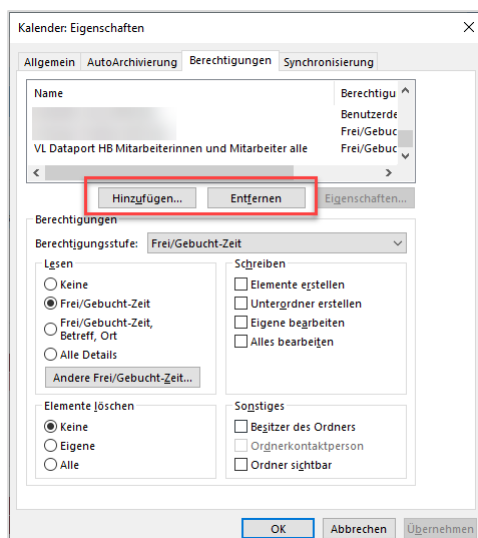 Kalender: Eigenschaften
Allgemein AutoArchivierung Berechtigungen Synchronisierung
Name Berechtigu
Benutzerde
Frei/Gebuc
VL Dataport HB Mitarbeiterinnen und Mitarbeiter alle Frei/Gebuc
Hinzufügen... Entfernen Eigenschaften...
Berechtigungen
Berechtigungsstufe: Frei/Gebucht-Zeit
Lesen Schreiben
Keine Elemente erstellen
Frei/Gebucht-Zeit Unterordner erstellen
Frei/Gebucht-Zeit, Eigene bearbeiten
Betreff, Ort
Alles bearbeiten
Alle Details
Andere Frei/Gebucht-Zeit...
Elemente löschen Sonstiges
Keine Besitzer des Ordners
Eigene Ordnerkontaktperson
Alle Ordner sichtbar
OK Abbrechen Übernehmen